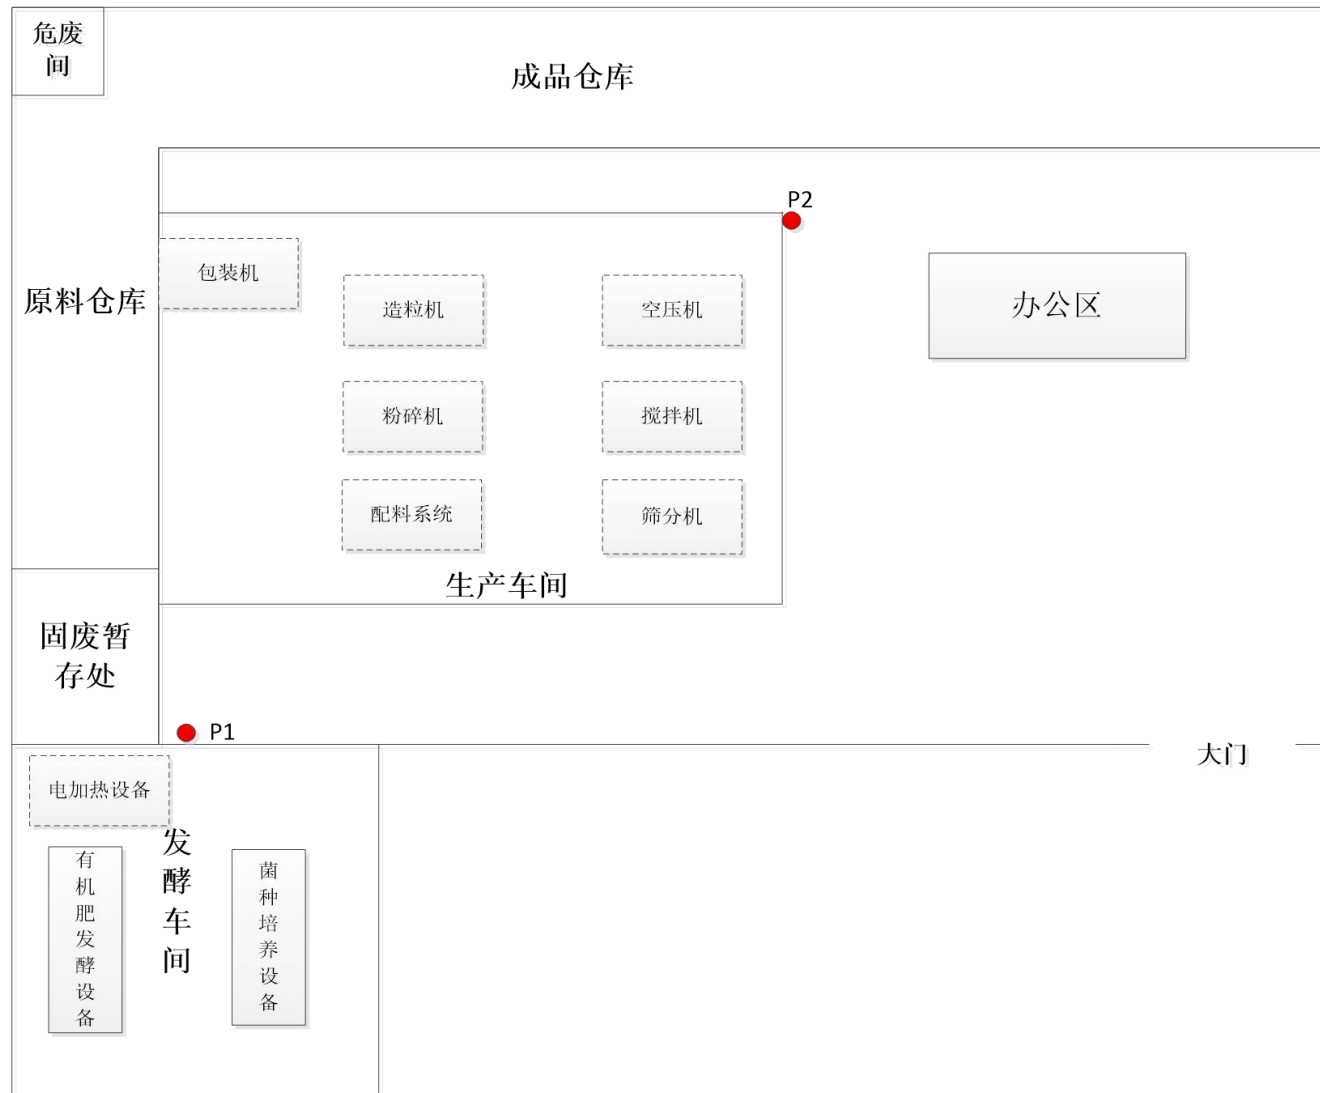 危废
间
成品仓库
P2
包装机
造粒机
空压机
办公区
原料仓库
粉碎机
搅拌机
配料系统
筛分机
生产车间
固废暂
存处
P1
大门
电加热设备
发
酵
车
间
有
机
肥
发
酵
设
备
菌
种
培
养
设
备